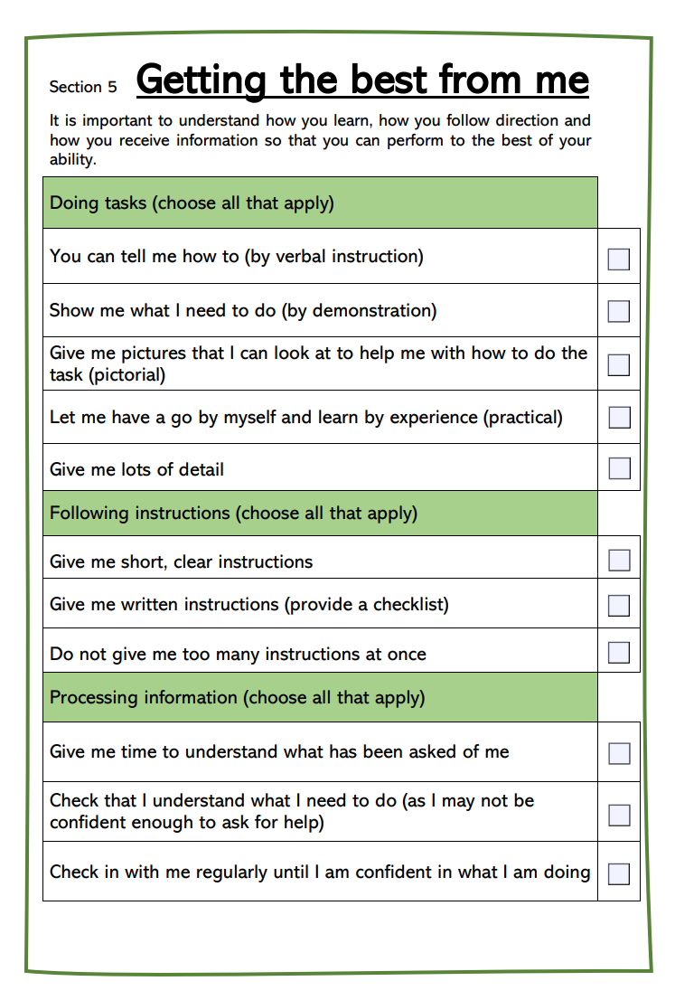 Section 5 Getting the best from me
It is important to understand how you learn, how you follow direction and
how you receive information so that you can perform to the best of your
ability.
Doing tasks (choose all that apply)
You can tell me how to (by verbal instruction)
Show me what I need to do (by demonstration)
Give me pictures that I can look at to help me with how to do the
task (pictorial)
Let me have a go by myself and learn by experience (practical)
Give me lots of detail
Following instructions (choose all that apply)
Give me short, clear instructions
Give me written instructions (provide a checklist)
Do not give me too many instructions at once
Processing information (choose all that apply)
Give me time to understand what has been asked of me
Check that I understand what I need to do (as I may not be
confident enough to ask for help)
Check in with me regularly until I am confident in what I am doing